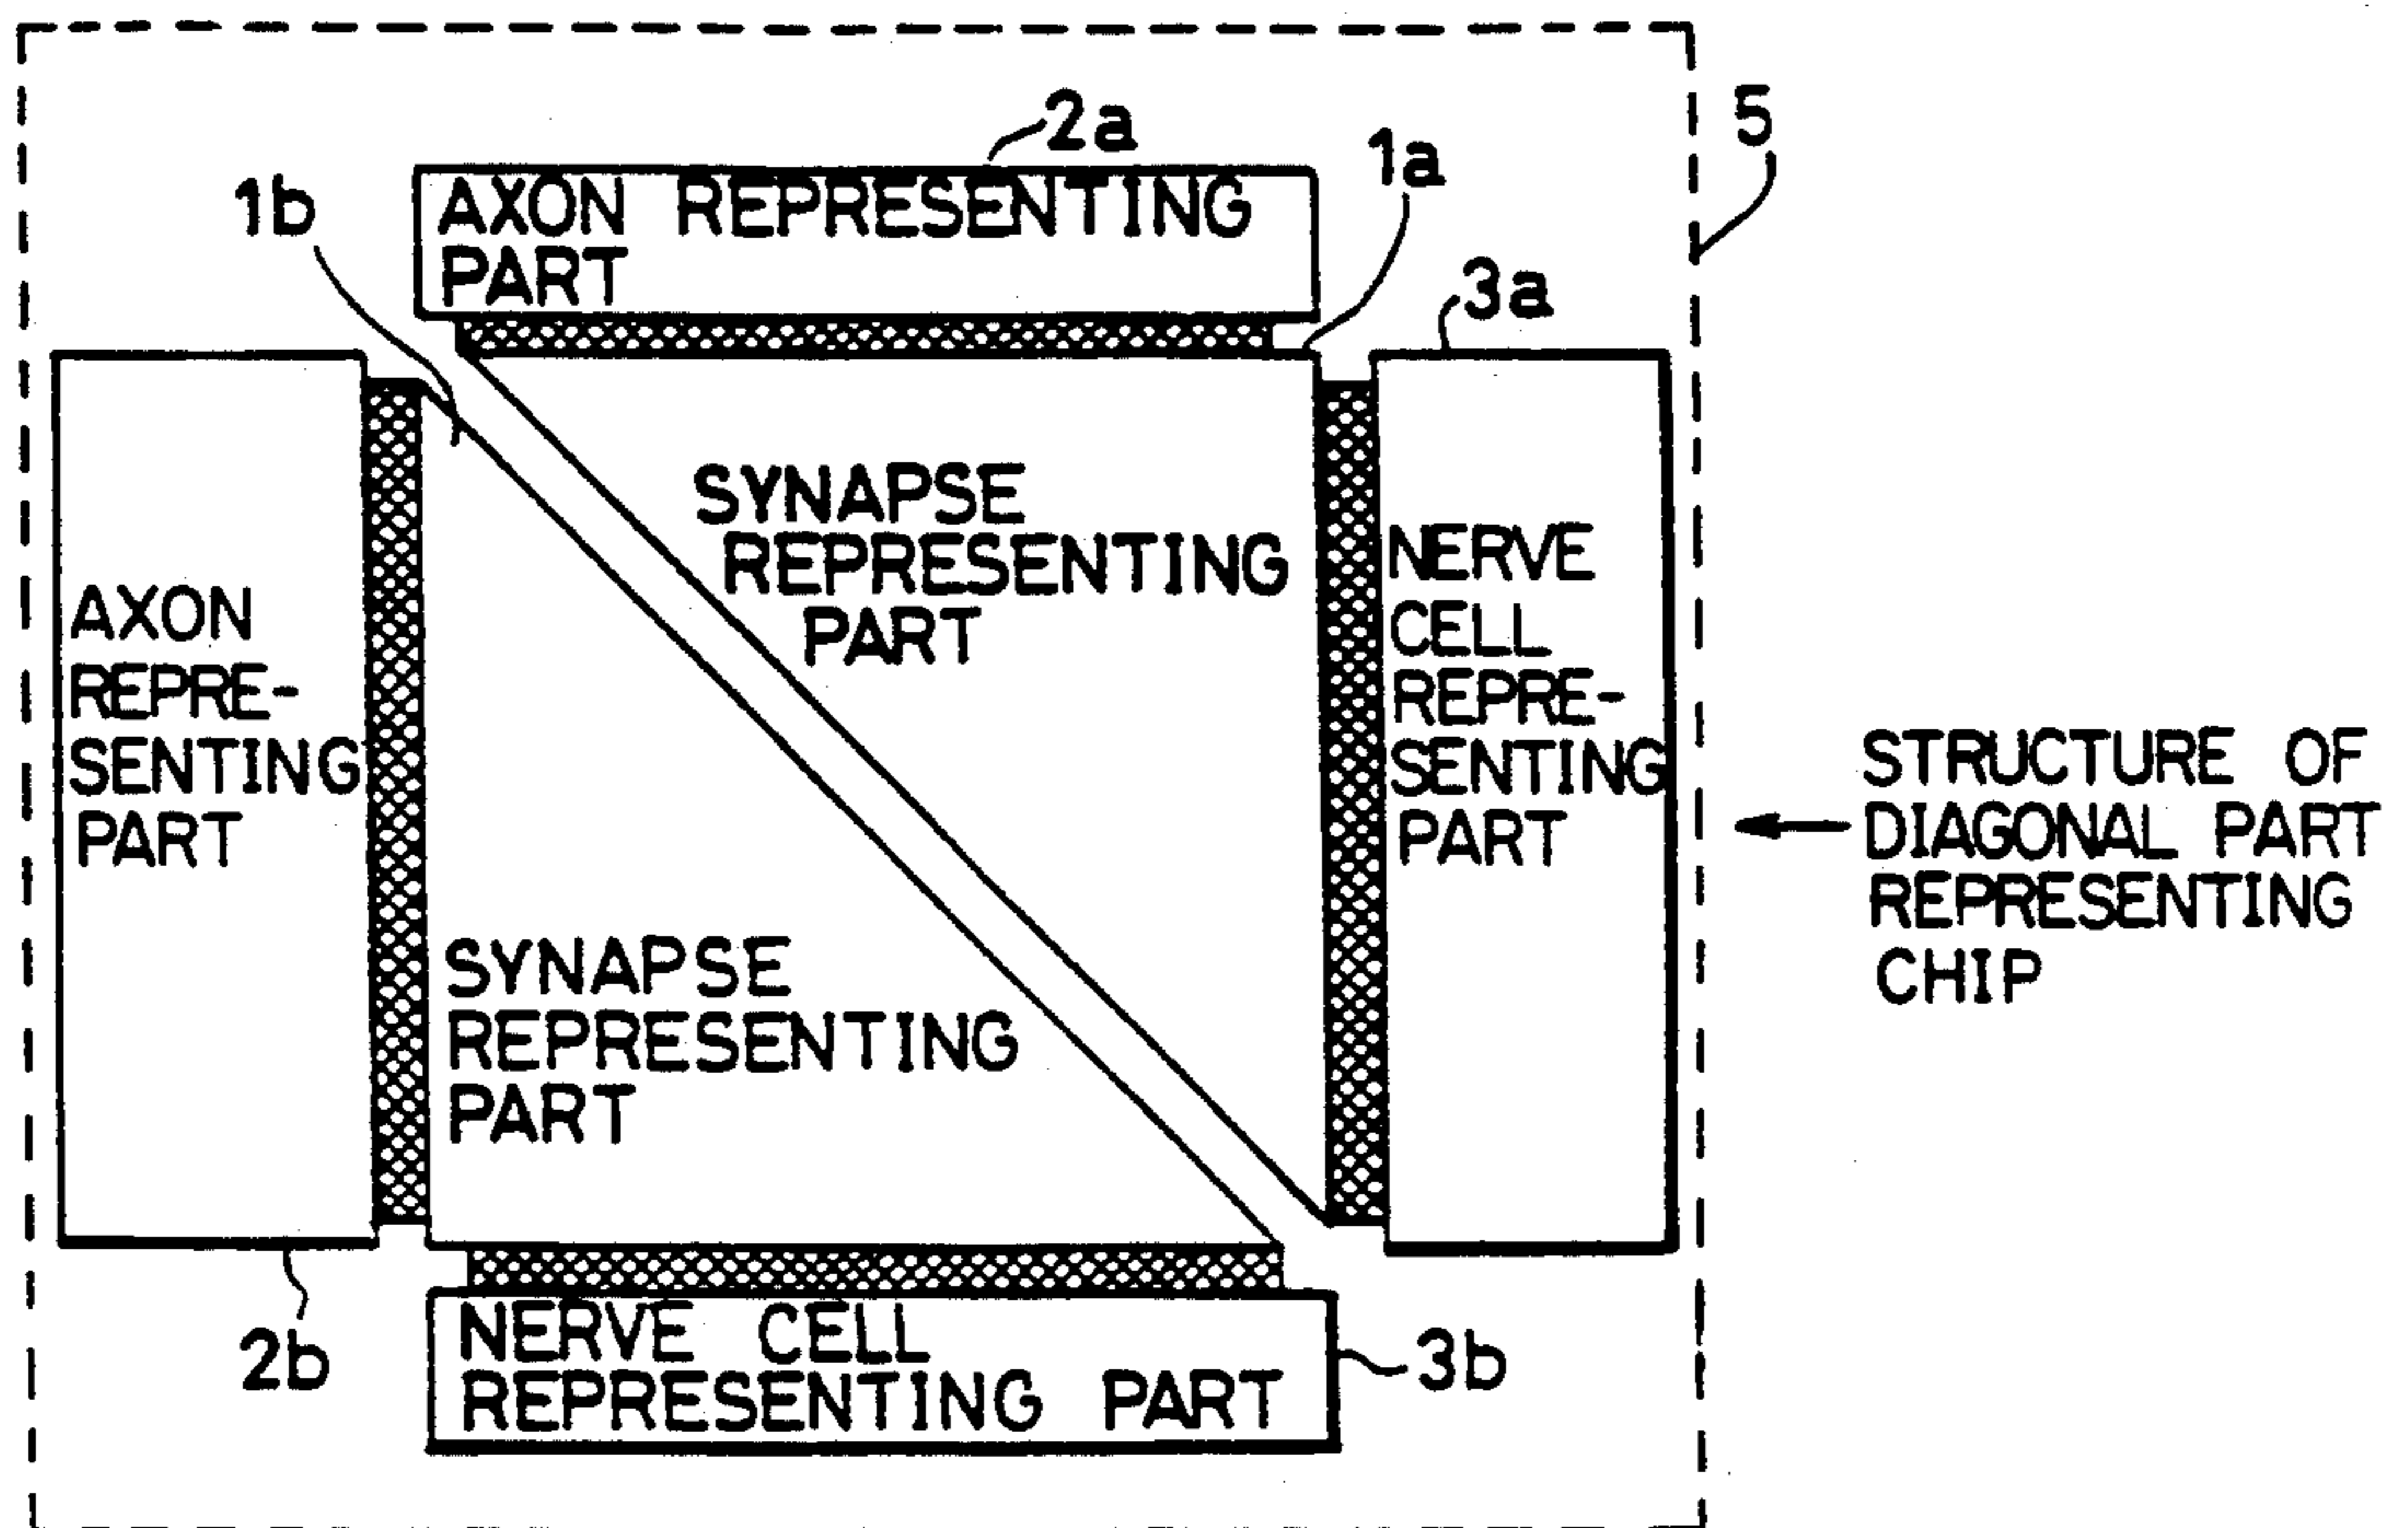 2a
5
1a
1b
AXON REPRESENTING
PART
3a
SYNAPSE
REPRESENTING
PART
NERVE
CELL
REPRE-
SENTING
PART
AXON
REPRE-
SENTING
PART
STRUCTURE OF
DIAGONAL PART
REPRESENTING
CHIP
SYNAPSE
REPRESENTING
PART
2b
NERVE CELL
REPRESENTING PART
3b